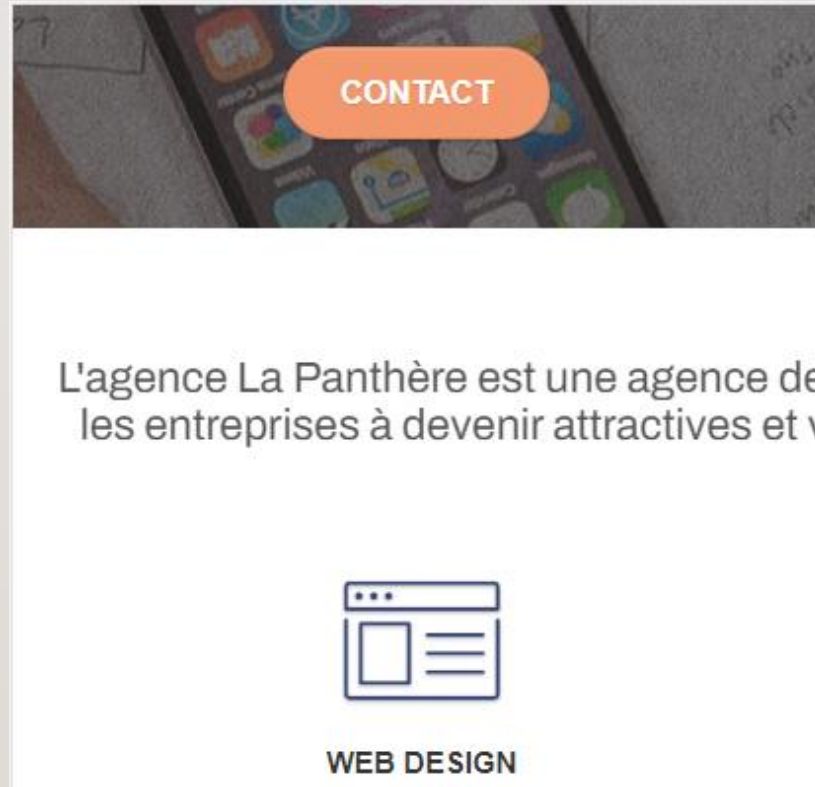 CONTACT
L'agence La Panthère est une agence de
les entreprises à devenir attractives et v
WEB DESIGN